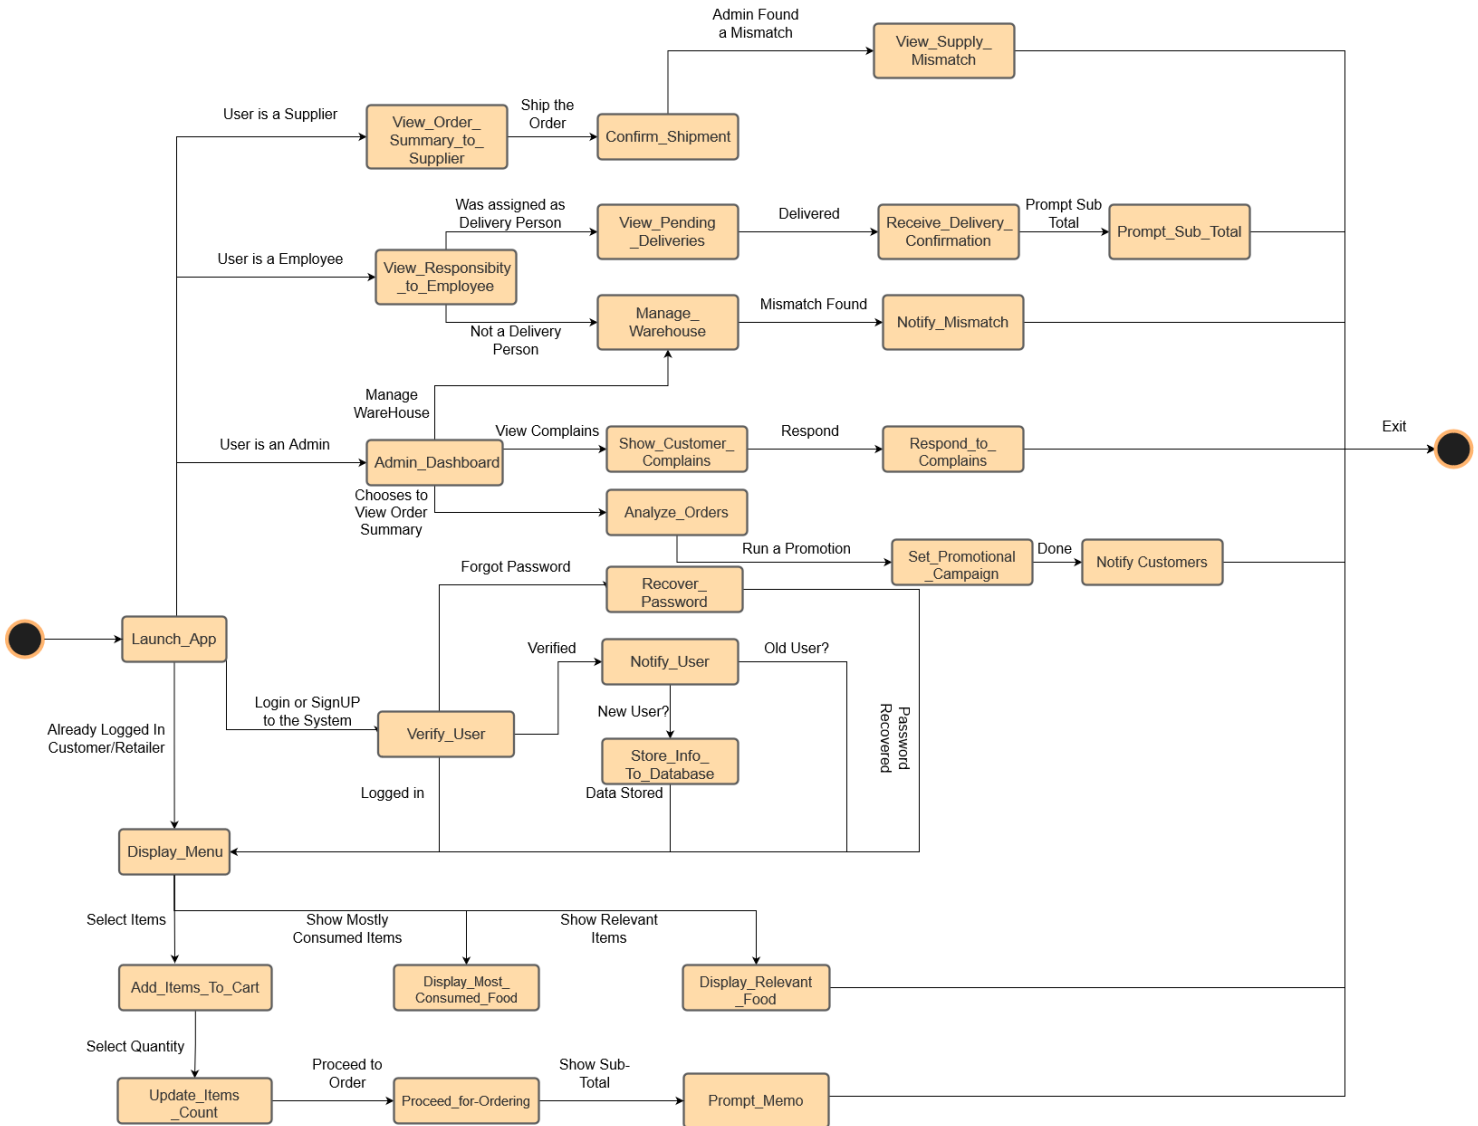 Admin Found
a Mismatch
View_Supply_
Mismatch
User is a Supplier
View_Order_
Summary_to_
Supplier
Ship the
Order
Confirm_Shipment
Was assigned as
Delivery Person
View_Pending
_Deliveries
Delivered
Receive_Delivery_
Confirmation
Prompt Sub
Total
Prompt_Sub_Total
User is a Employee
View_Responsibity
_to_Employee
Not a Delivery
Person
Manage_
Warehouse
Mismatch Found
Notify_Mismatch
Manage
WareHouse
User is an Admin
Admin_Dashboard
View Complains
Show_Customer_
Complains
Respond
Respond_to_
Complains
Exit
Chooses to
View Order
Summary
Analyze_Orders
Run a Promotion
Set_Promotional
_Campaign
Done
Notify Customers
Forgot Password
Recover_
Password
Launch_App
Verified
Notify_User
Old User?
Login or SignUP
to the System
Verify_User
New User?
Password
Recovered
Already Logged In
Customer/Retailer
Store_Info_
To_Database
Logged in
Data Stored
Display_Menu
Select Items
Show Mostly
Consumed Items
Show Relevant
Items
Add_Items_To_Cart
Display_Most_
Consumed_Food
Display_Relevant
_Food
Select Quantity
Update_Items
_Count
Proceed to
Order
Proceed_for-Ordering
Show Sub-
Total
Prompt_Memo